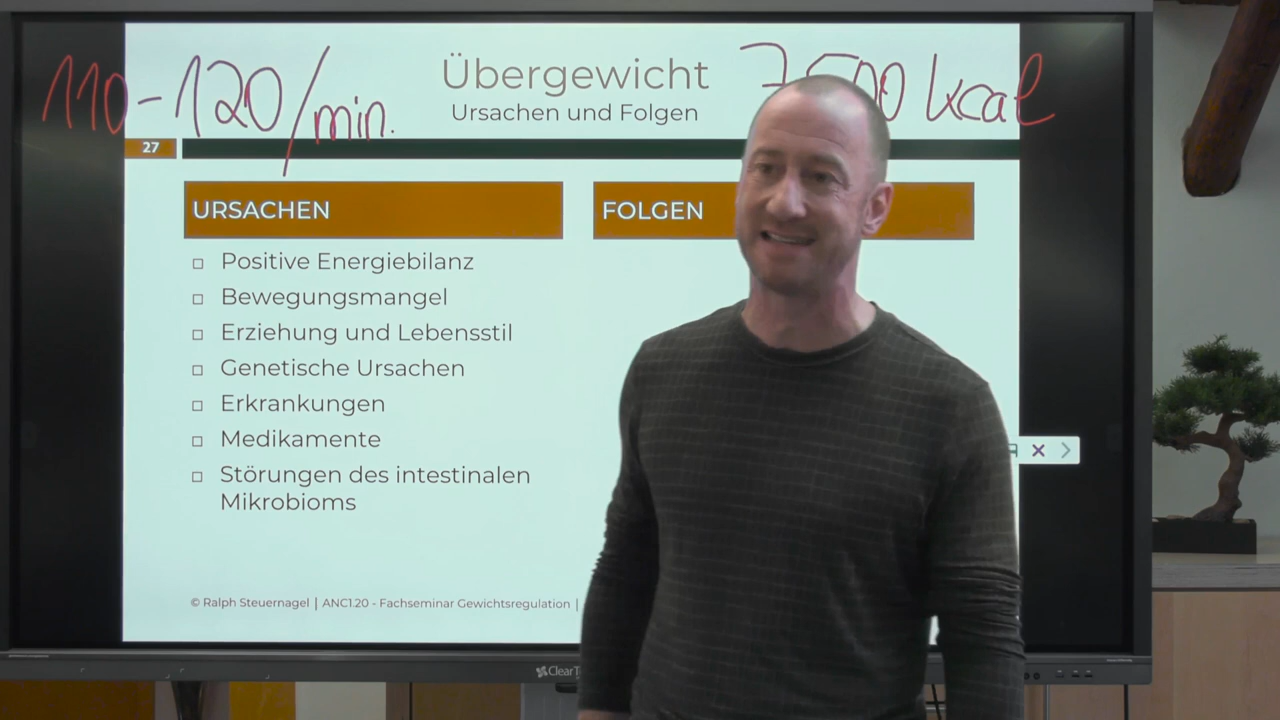 110-120/min.
Übergewicht
kcal
Ursachen und Folgen
27
URSACHEN
FOLGEN
□ Positive Energiebilanz
□ Bewegungsmangel
□ Erziehung und Lebensstil
□ Genetische Ursachen
□ Erkrankungen
□ Medikamente
□ Störungen des intestinalen
Mikrobioms
© Ralph Steuernagel | ANC1.20 - Fachseminar Gewichtsregulation |